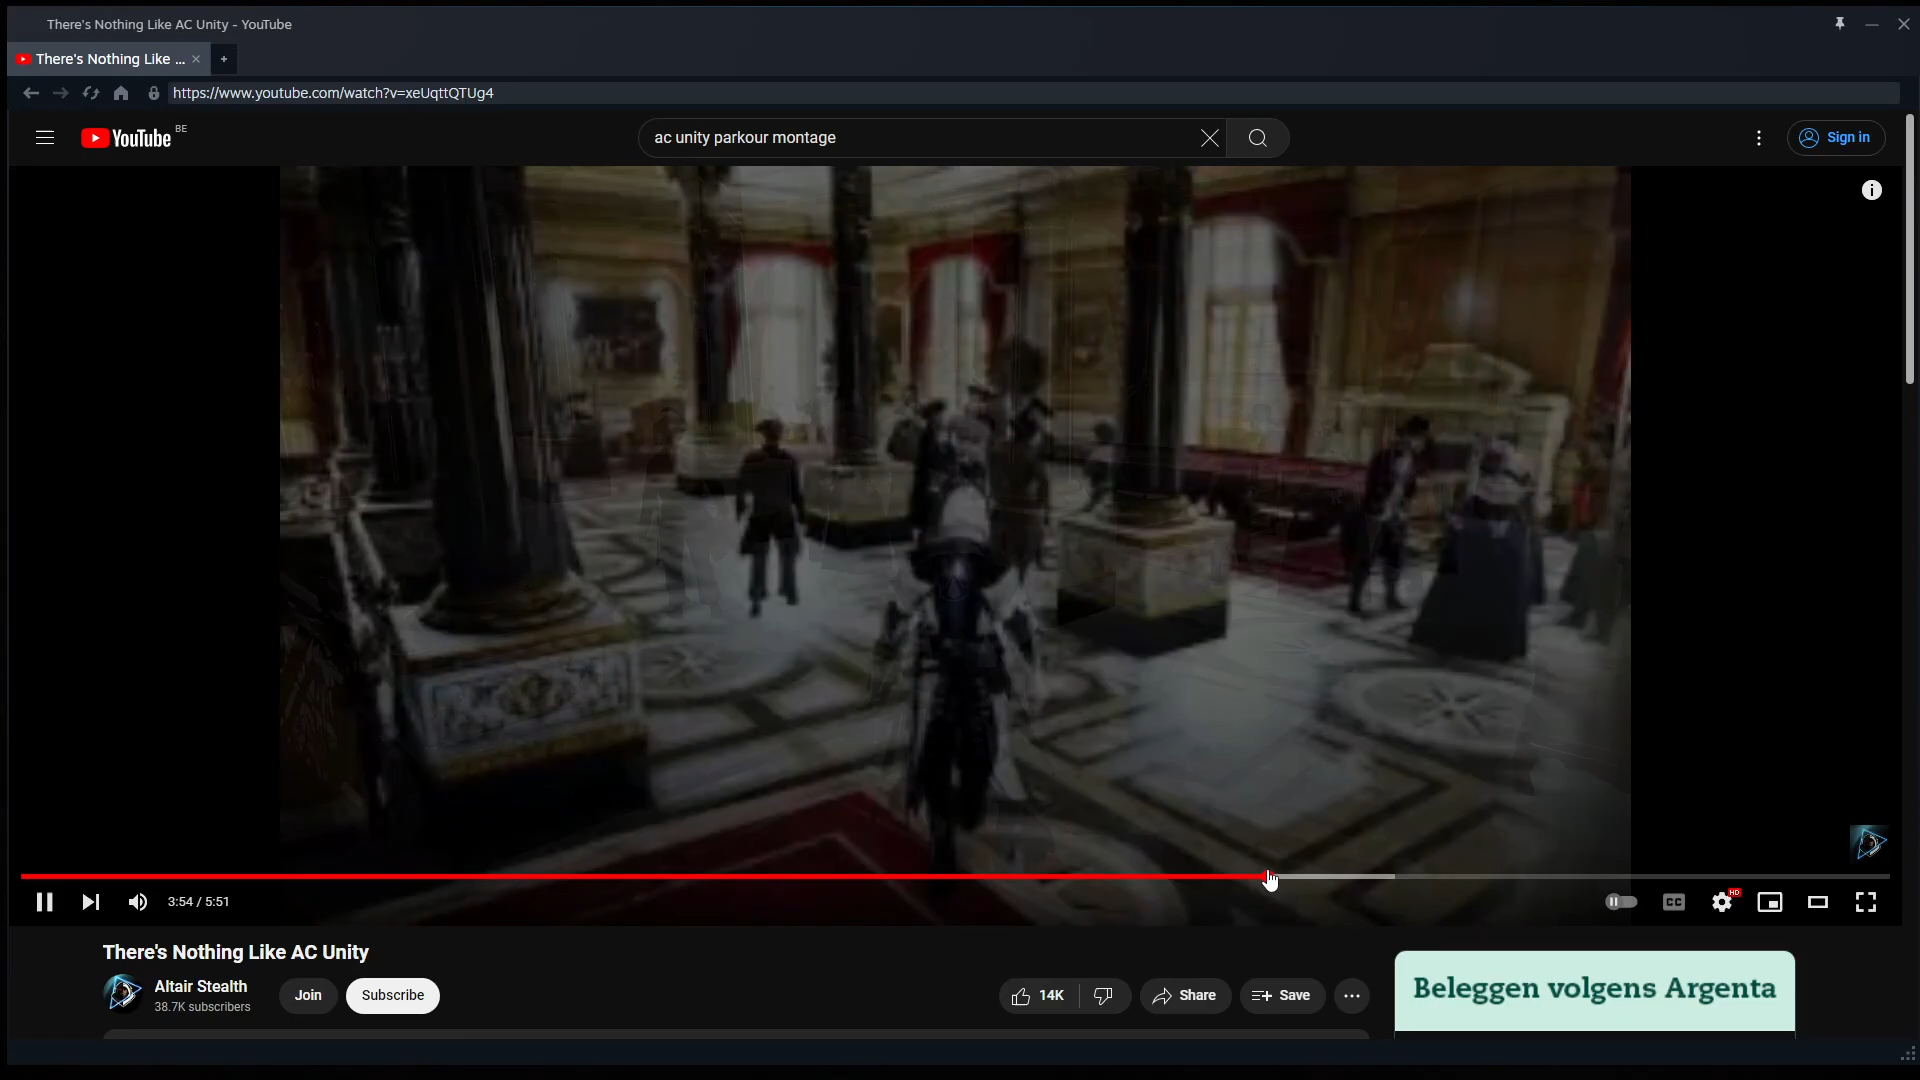 There's Nothing Like AC Unity - YouTube
There's Nothing Like ...
https://www.youtube.com/watch?v=xeUqttQTUg4
YouTube BE
ac unity parkour montage
Sign in
3:54 / 5:51
CC
HD
There's Nothing Like AC Unity
Altair Stealth
38.7K subscribers
Join
Subscribe
14K
Share
Save
Beleggen volgens Argenta